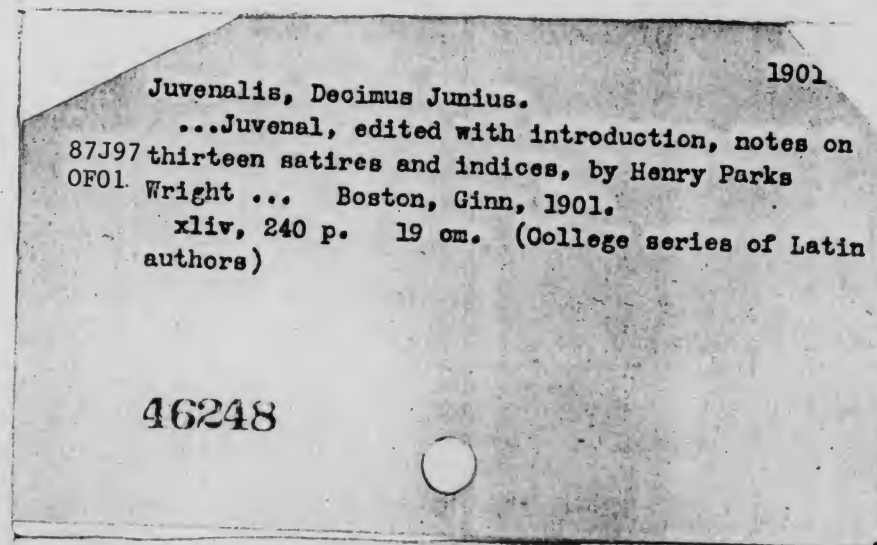 1901
Juvenalis, Decimus Junius.
...Juvenal, edited with introduction, notes on
87J97 thirteen satires and indices, by Henry Parks
OF01. Wright ... Boston, Ginn, 1901.
xliv, 240 p. 19 cm. (College series of Latin
authors)
46248